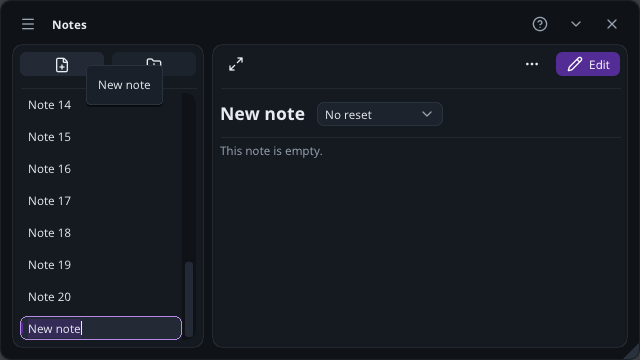 Notes
New note
Edit
Note 14
Note 15
Note 16
Note 17
Note 18
Note 19
Note 20
New note
New note
No reset
This note is empty.